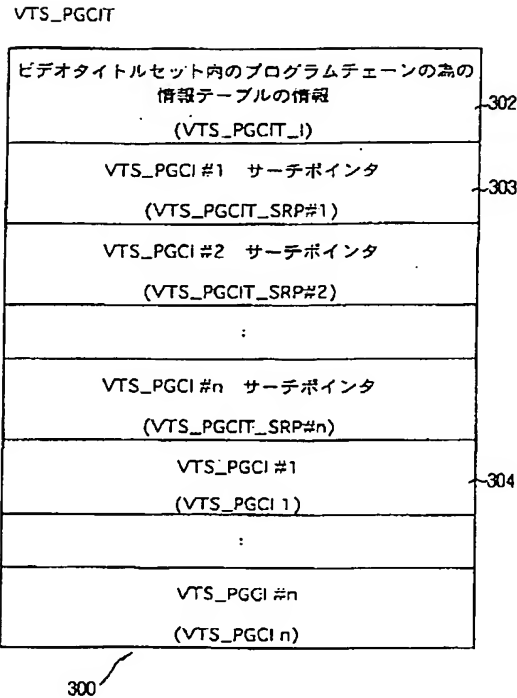 VTS_PGCIT
ビデオタイトルセット内のプログラムチェーンの為の
情報テーブルの情報
(VTS_PGCIT_I)
302
VTS_PGCI #1 サーチポインタ
(VTS_PGCIT_SRP#1)
303
VTS_PGCI #2 サーチポインタ
(VTS_PGCIT_SRP#2)
:
VTS_PGCI #n サーチポインタ
(VTS_PGCIT_SRP#n)
VTS_PGCI #1
(VTS_PGCI 1)
304
:
VTS_PGCI #n
(VTS_PGCI n)
300